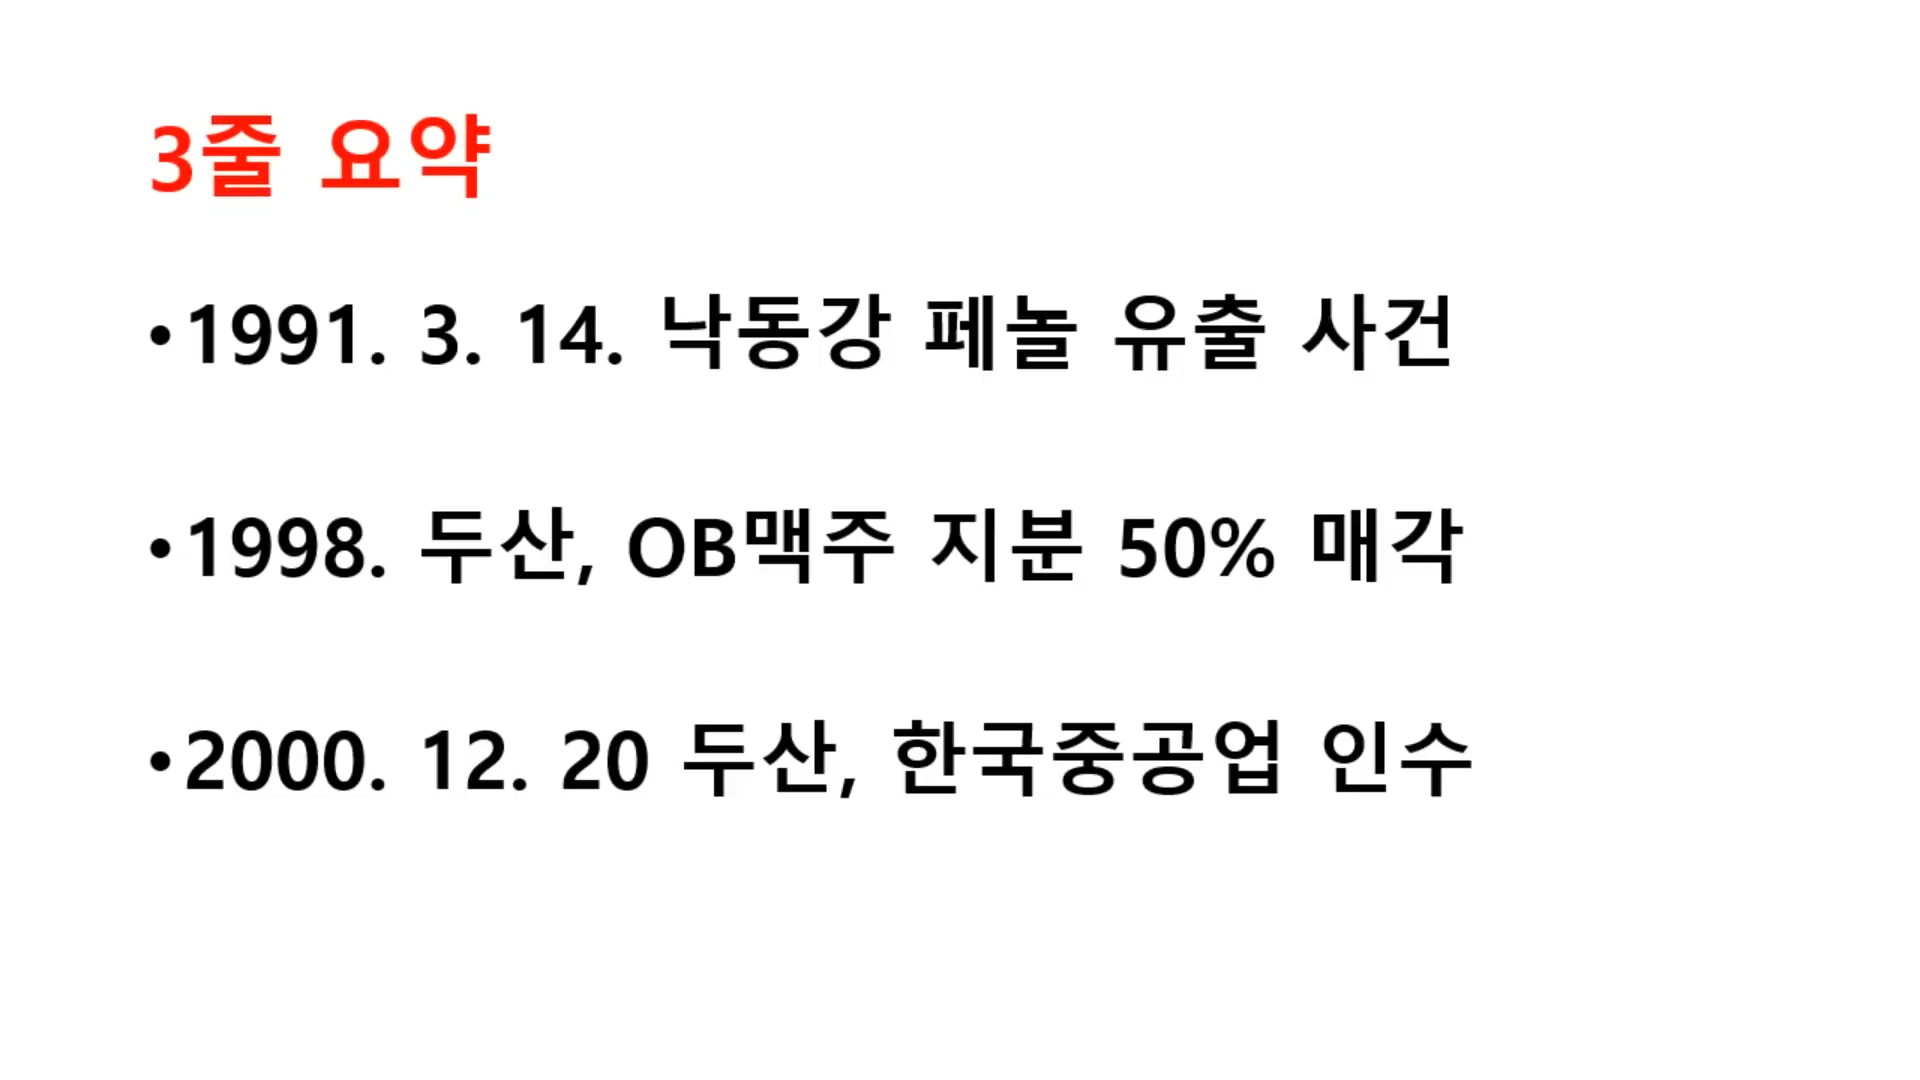 3줄 요약
•1991. 3. 14. 낙동강 페놀 유출 사건
•1998. 두산, OB맥주 지분 50% 매각
•2000. 12. 20 두산, 한국중공업 인수